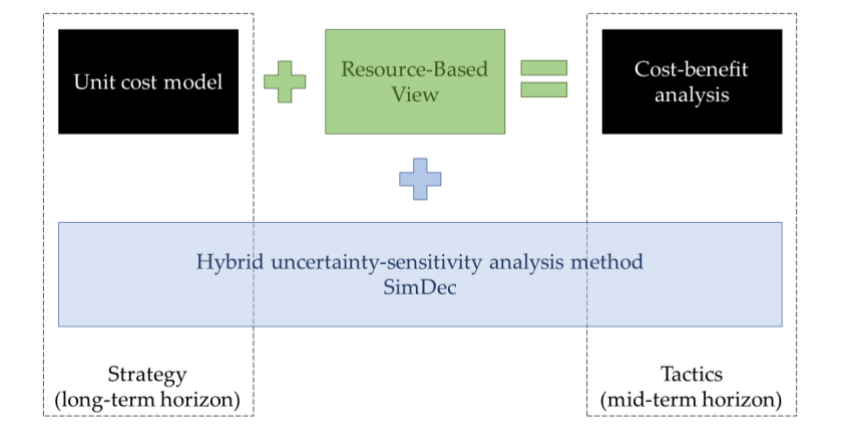 Unit cost model
Resource-Based
View
Cost-benefit
analysis
Hybrid uncertainty-sensitivity analysis method
SimDec
Strategy
(long-term horizon)
Tactics
(mid-term horizon)